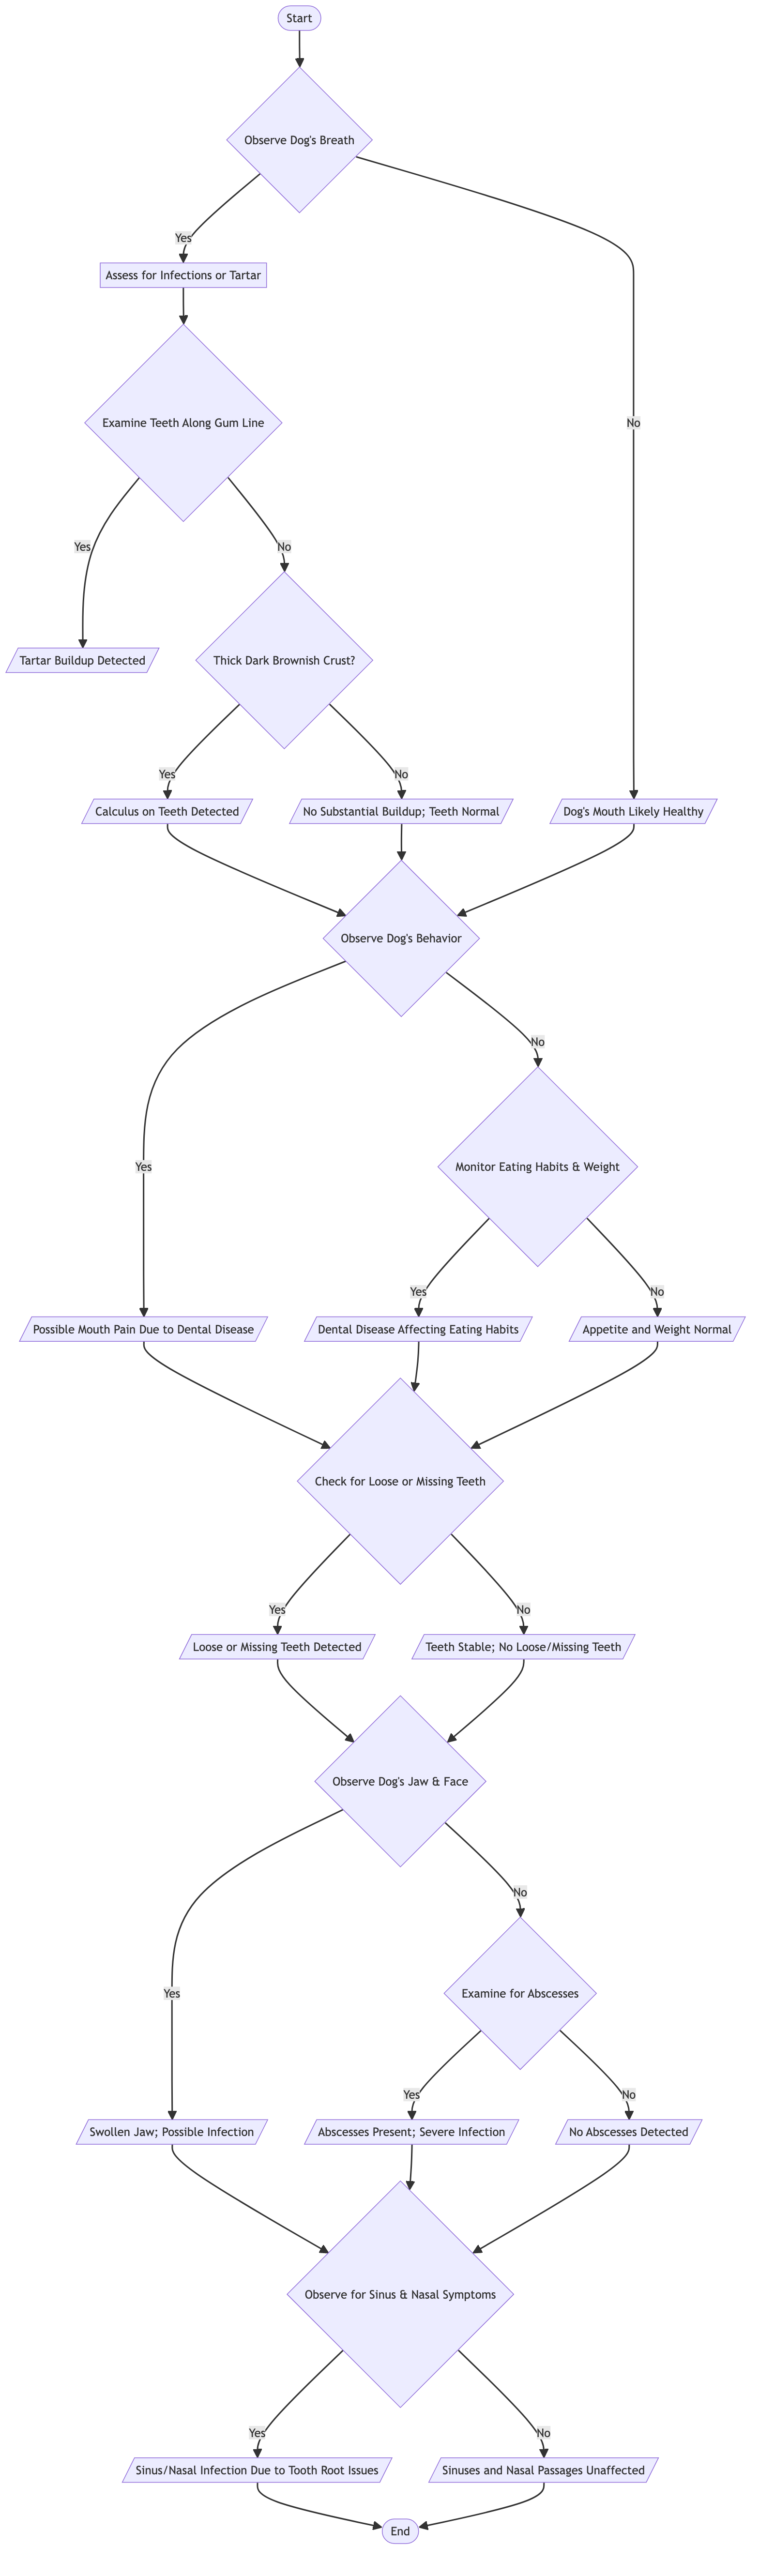 Start
Observe Dog's Breath
Yes
Assess for Infections or Tartar
Examine Teeth Along Gum Line
No
Yes
No
Tartar Buildup Detected
Thick Dark Brownish Crust?
Yes
No
Calculus on Teeth Detected
No Substantial Buildup; Teeth Normal
Dog's Mouth Likely Healthy
Observe Dog's Behavior
No
Yes
Monitor Eating Habits & Weight
Yes
No
Possible Mouth Pain Due to Dental Disease
Dental Disease Affecting Eating Habits
Appetite and Weight Normal
Check for Loose or Missing Teeth
Yes
No
Loose or Missing Teeth Detected
Teeth Stable; No Loose/Missing Teeth
Observe Dog's Jaw & Face
No
Yes
Examine for Abscesses
Yes
No
Swollen Jaw; Possible Infection
Abscesses Present; Severe Infection
No Abscesses Detected
Observe for Sinus & Nasal Symptoms
Yes
No
Sinus/Nasal Infection Due to Tooth Root Issues
Sinuses and Nasal Passages Unaffected
End